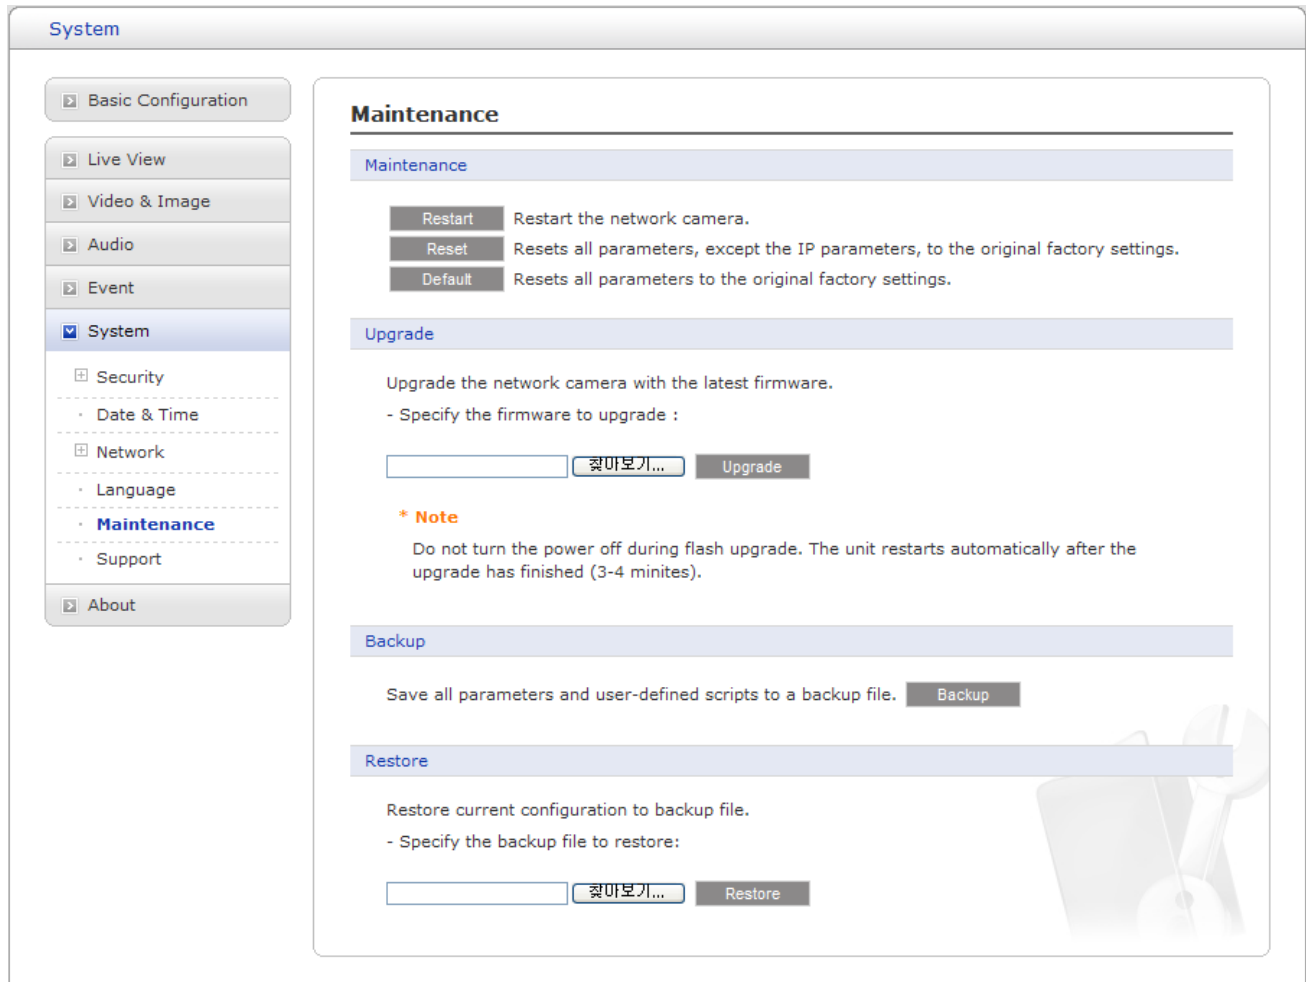 System
Basic Configuration
Live View
Video & Image
Audio
Event
System
Security
· Date & Time
Network
· Language
· Maintenance
· Support
About
Maintenance
Maintenance
Restart Restart the network camera.
Reset Resets all parameters, except the IP parameters, to the original factory settings.
Default Resets all parameters to the original factory settings.
Upgrade
Upgrade the network camera with the latest firmware.
- Specify the firmware to upgrade :
찾아보기... Upgrade
* Note
Do not turn the power off during flash upgrade. The unit restarts automatically after the
upgrade has finished (3-4 minites).
Backup
Save all parameters and user-defined scripts to a backup file. Backup
Restore
Restore current configuration to backup file.
- Specify the backup file to restore:
찾아보기... Restore